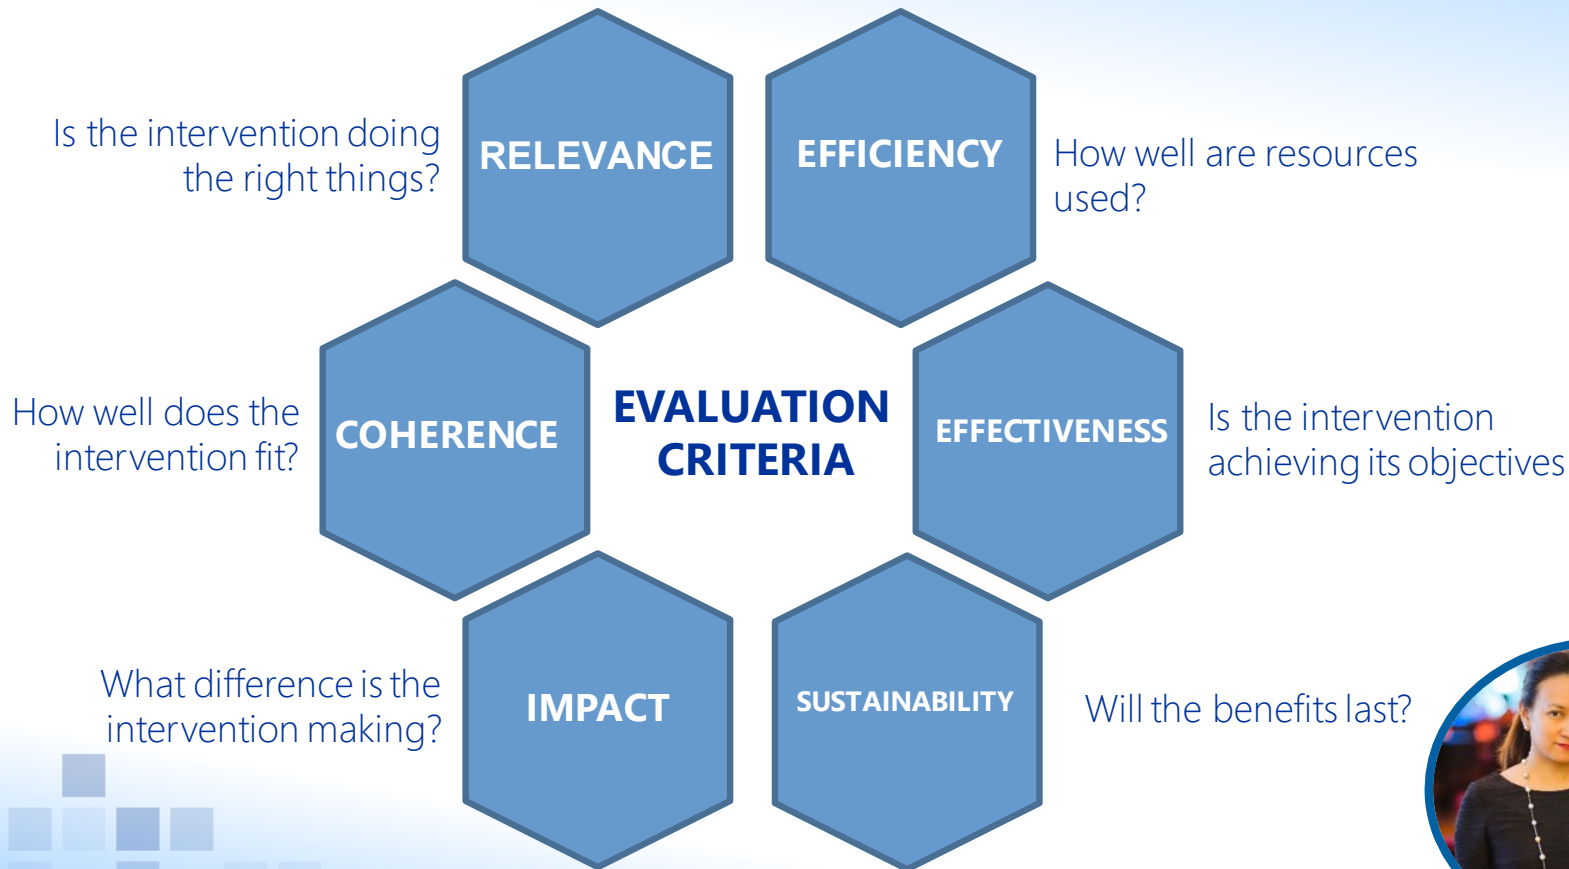 Is the intervention doing
the right things?
RELEVANCE
EFFICIENCY
How well are resources
used?
How well does the
intervention fit?
COHERENCE
EVALUATION
CRITERIA
EFFECTIVENESS
Is the intervention
achieving its objectives
What difference is the
intervention making?
IMPACT
SUSTAINABILITY
Will the benefits last?